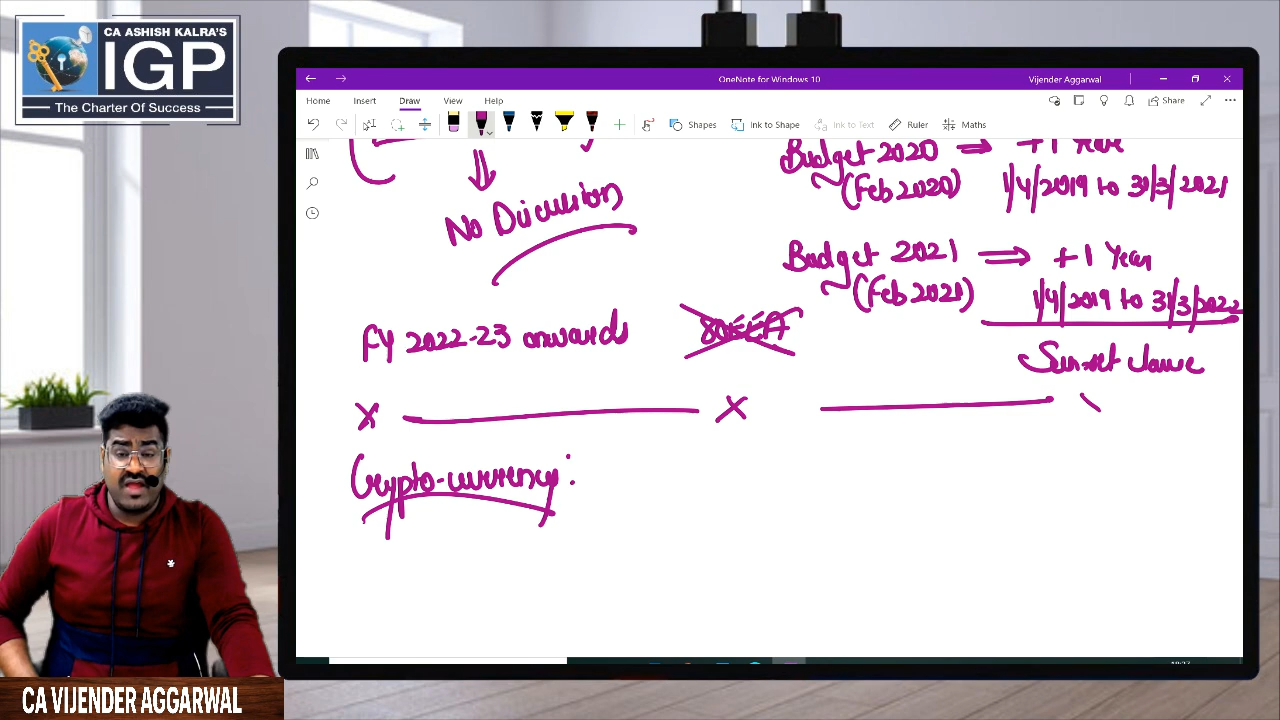 CA ASHISH KALRA'S
IGP
The Charter Of Success
OneNote for Windows 10
Vijender Aggarwal
Home Insert Draw View Help
Share
Shapes Ink to Shape Ink to Text Ruler Maths
Budget 2020 ⇒ +1 Year
(Feb 2020) 1/4/2019 to 31/3/2021
No Discussion
Budget 2021 ⇒ +1 Year
(Feb 2021) 1/4/2019 to 31/3/2022
FY 2022-23 onwards 80EEA
Sunset clause
x x
Crypto-currency:
CA VIJENDER AGGARWAL